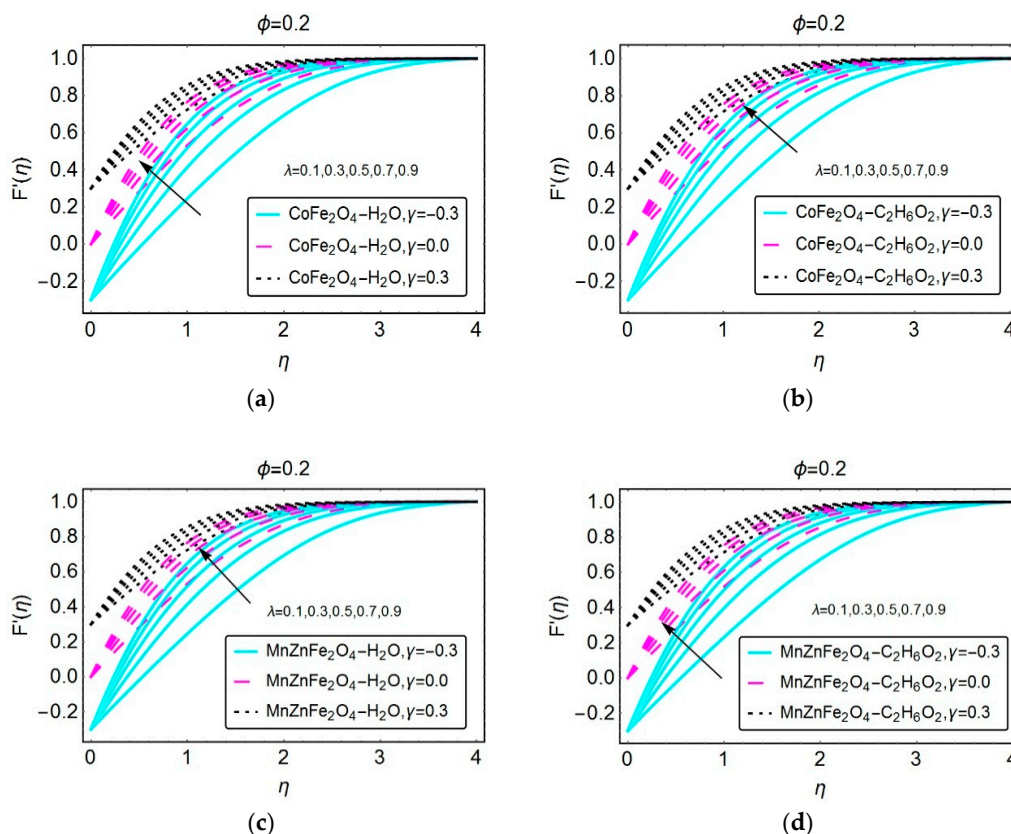 ϕ=0.2
F'(η)
1.0
0.8
0.6
0.4
0.2
0.0
−0.2
λ=0.1,0.3,0.5,0.7,0.9
CoFe₂O₄−H₂O,γ=−0.3
CoFe₂O₄−H₂O,γ=0.0
CoFe₂O₄−H₂O,γ=0.3
0 1 2 3 4
η
(a)
ϕ=0.2
F'(η)
1.0
0.8
0.6
0.4
0.2
0.0
−0.2
λ=0.1,0.3,0.5,0.7,0.9
CoFe₂O₄−C₂H₆O₂,γ=−0.3
CoFe₂O₄−C₂H₆O₂,γ=0.0
CoFe₂O₄−C₂H₆O₂,γ=0.3
0 1 2 3 4
η
(b)
ϕ=0.2
F'(η)
1.0
0.8
0.6
0.4
0.2
0.0
−0.2
λ=0.1,0.3,0.5,0.7,0.9
MnZnFe₂O₄−H₂O,γ=−0.3
MnZnFe₂O₄−H₂O,γ=0.0
MnZnFe₂O₄−H₂O,γ=0.3
0 1 2 3 4
η
(c)
ϕ=0.2
F'(η)
1.0
0.8
0.6
0.4
0.2
0.0
−0.2
λ=0.1,0.3,0.5,0.7,0.9
MnZnFe₂O₄−C₂H₆O₂,γ=−0.3
MnZnFe₂O₄−C₂H₆O₂,γ=0.0
MnZnFe₂O₄−C₂H₆O₂,γ=0.3
0 1 2 3 4
η
(d)